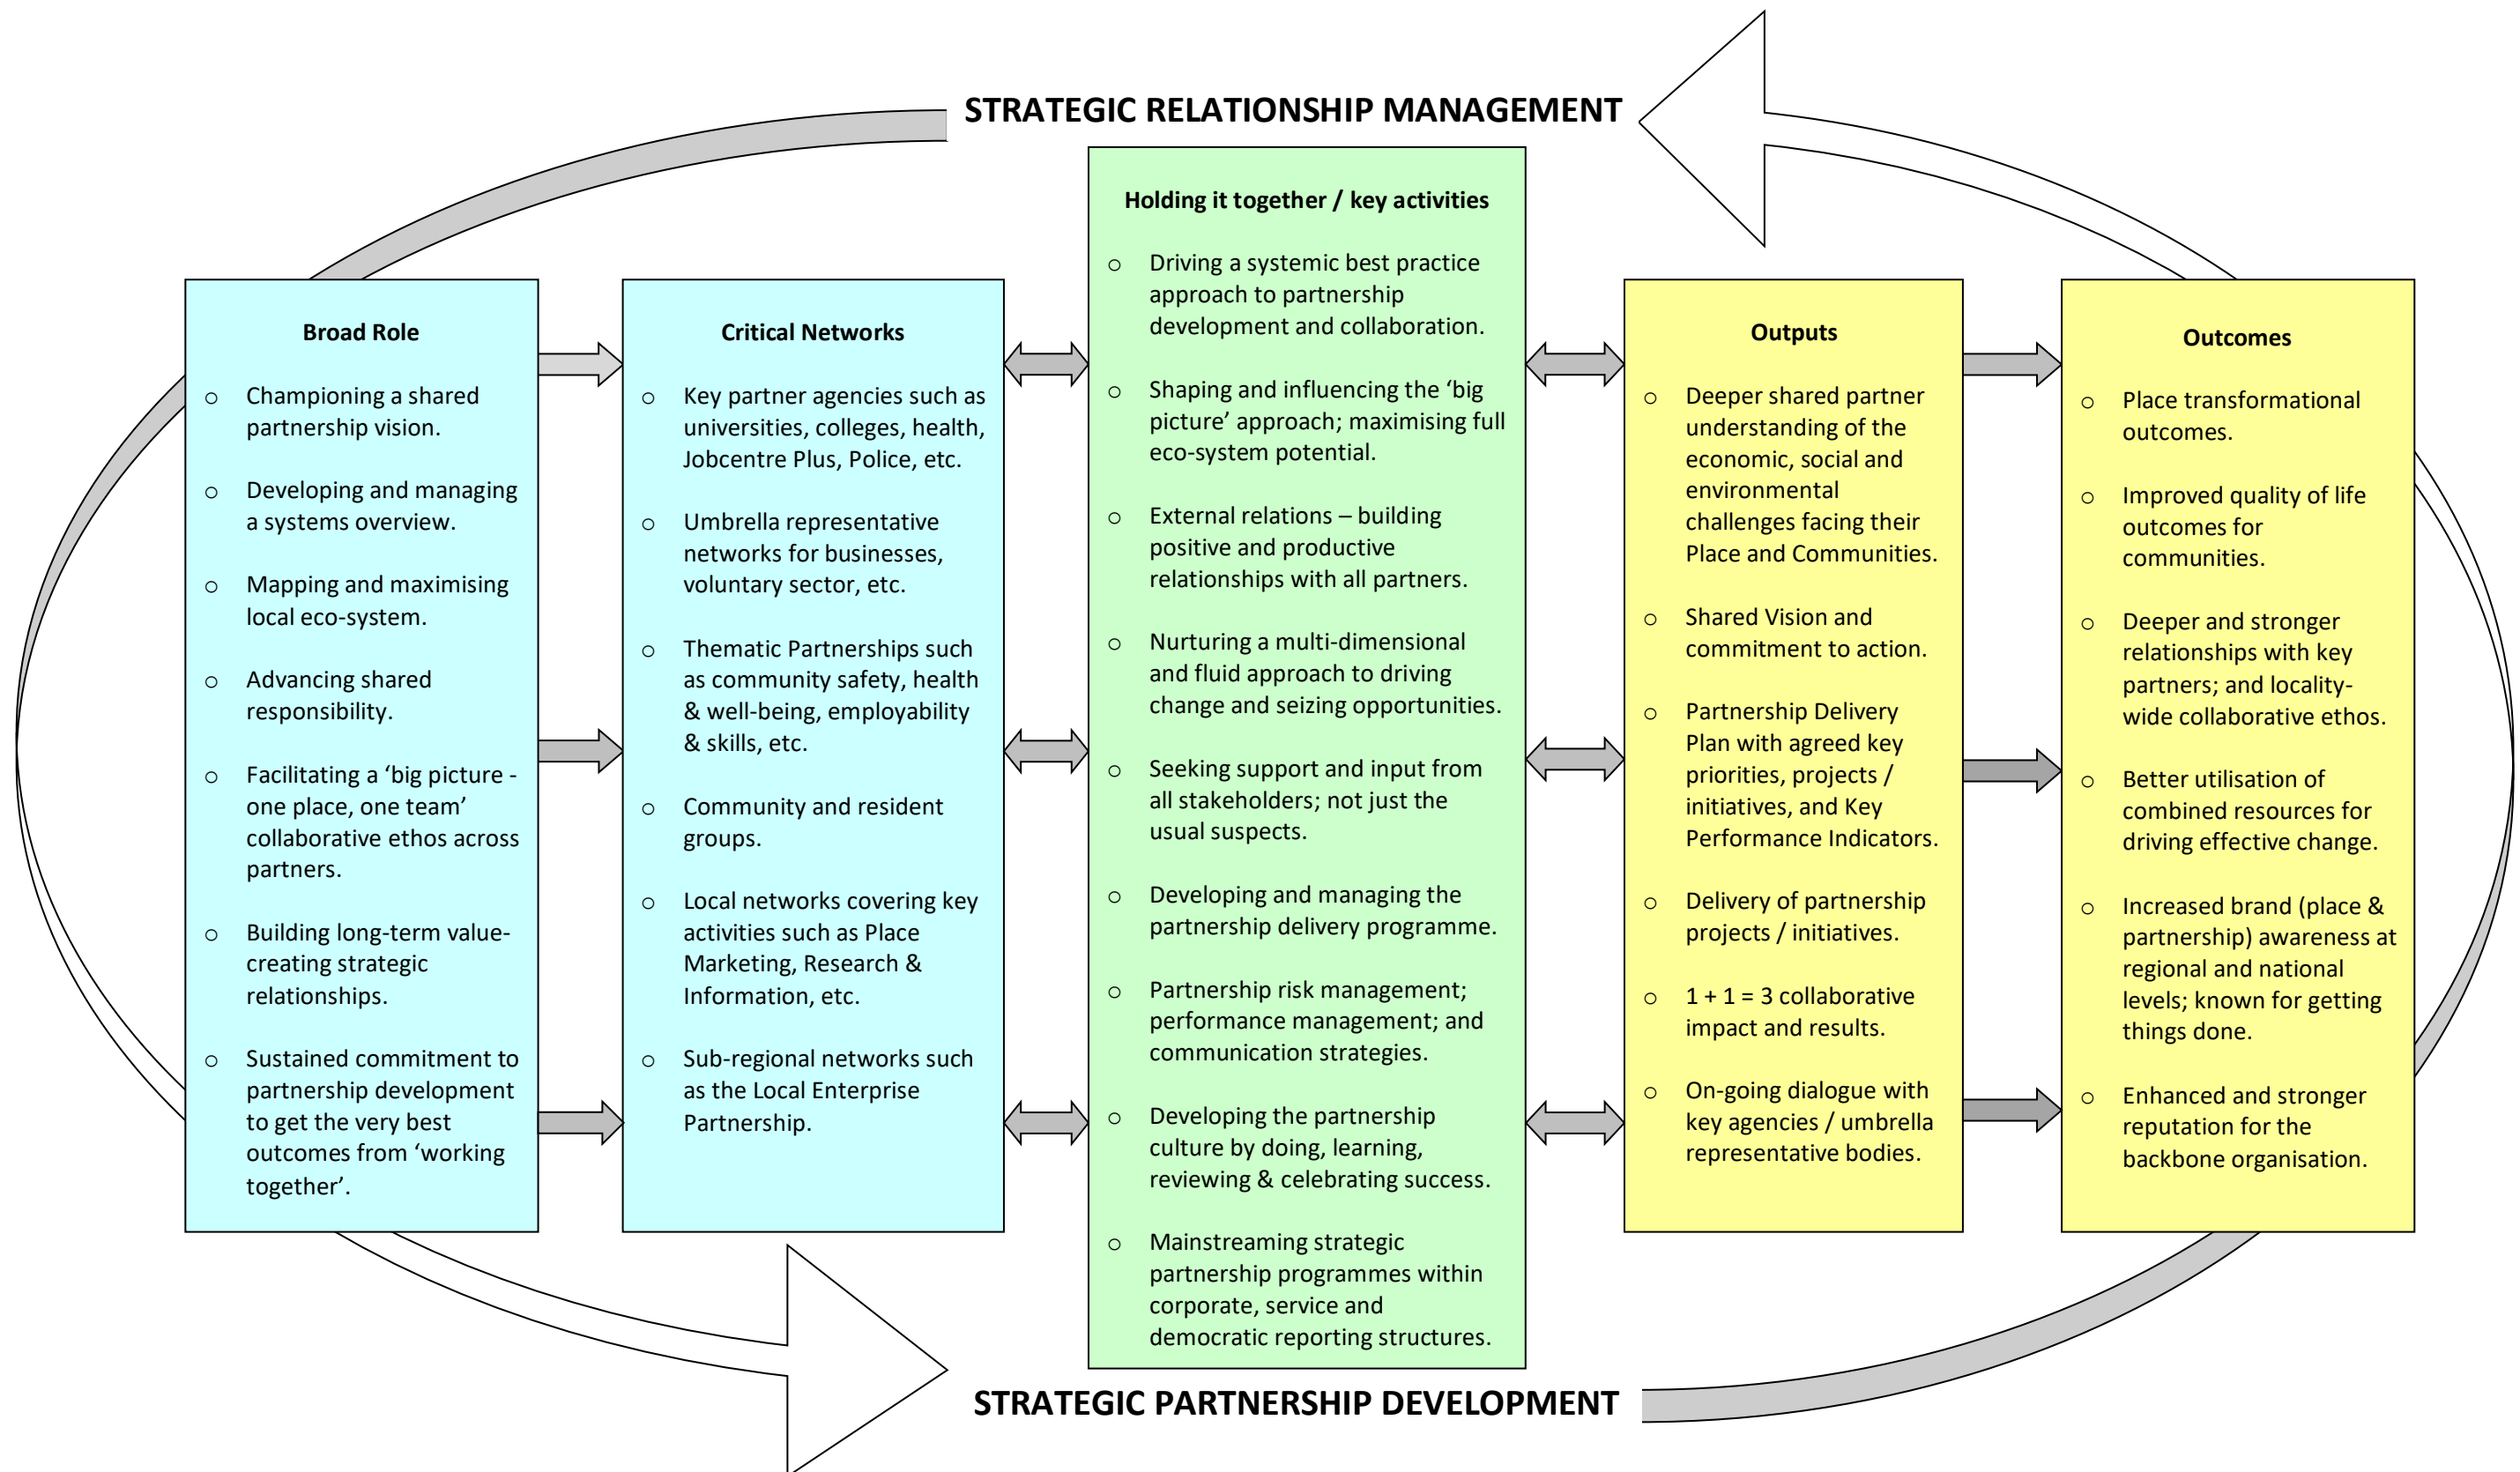 STRATEGIC RELATIONSHIP MANAGEMENT
Broad Role
o Championing a shared
partnership vision.
o Developing and managing
a systems overview.
o Mapping and maximising
local eco-system.
o Advancing shared
responsibility.
o Facilitating a ‘big picture -
one place, one team’
collaborative ethos across
partners.
o Building long-term value-
creating strategic
relationships.
o Sustained commitment to
partnership development
to get the very best
outcomes from ‘working
together’.
Critical Networks
o Key partner agencies such as
universities, colleges, health,
Jobcentre Plus, Police, etc.
o Umbrella representative
networks for businesses,
voluntary sector, etc.
o Thematic Partnerships such
as community safety, health
& well-being, employability
& skills, etc.
o Community and resident
groups.
o Local networks covering key
activities such as Place
Marketing, Research &
Information, etc.
o Sub-regional networks such
as the Local Enterprise
Partnership.
Holding it together / key activities
o Driving a systemic best practice
approach to partnership
development and collaboration.
o Shaping and influencing the ‘big
picture’ approach; maximising full
eco-system potential.
o External relations – building
positive and productive
relationships with all partners.
o Nurturing a multi-dimensional
and fluid approach to driving
change and seizing opportunities.
o Seeking support and input from
all stakeholders; not just the
usual suspects.
o Developing and managing the
partnership delivery programme.
o Partnership risk management;
performance management; and
communication strategies.
o Developing the partnership
culture by doing, learning,
reviewing & celebrating success.
o Mainstreaming strategic
partnership programmes within
corporate, service and
democratic reporting structures.
Outputs
o Deeper shared partner
understanding of the
economic, social and
environmental
challenges facing their
Place and Communities.
o Shared Vision and
commitment to action.
o Partnership Delivery
Plan with agreed key
priorities, projects /
initiatives, and Key
Performance Indicators.
o Delivery of partnership
projects / initiatives.
o 1 + 1 = 3 collaborative
impact and results.
o On-going dialogue with
key agencies / umbrella
representative bodies.
Outcomes
o Place transformational
outcomes.
o Improved quality of life
outcomes for
communities.
o Deeper and stronger
relationships with key
partners; and locality-
wide collaborative ethos.
o Better utilisation of
combined resources for
driving effective change.
o Increased brand (place &
partnership) awareness at
regional and national
levels; known for getting
things done.
o Enhanced and stronger
reputation for the
backbone organisation.
STRATEGIC PARTNERSHIP DEVELOPMENT